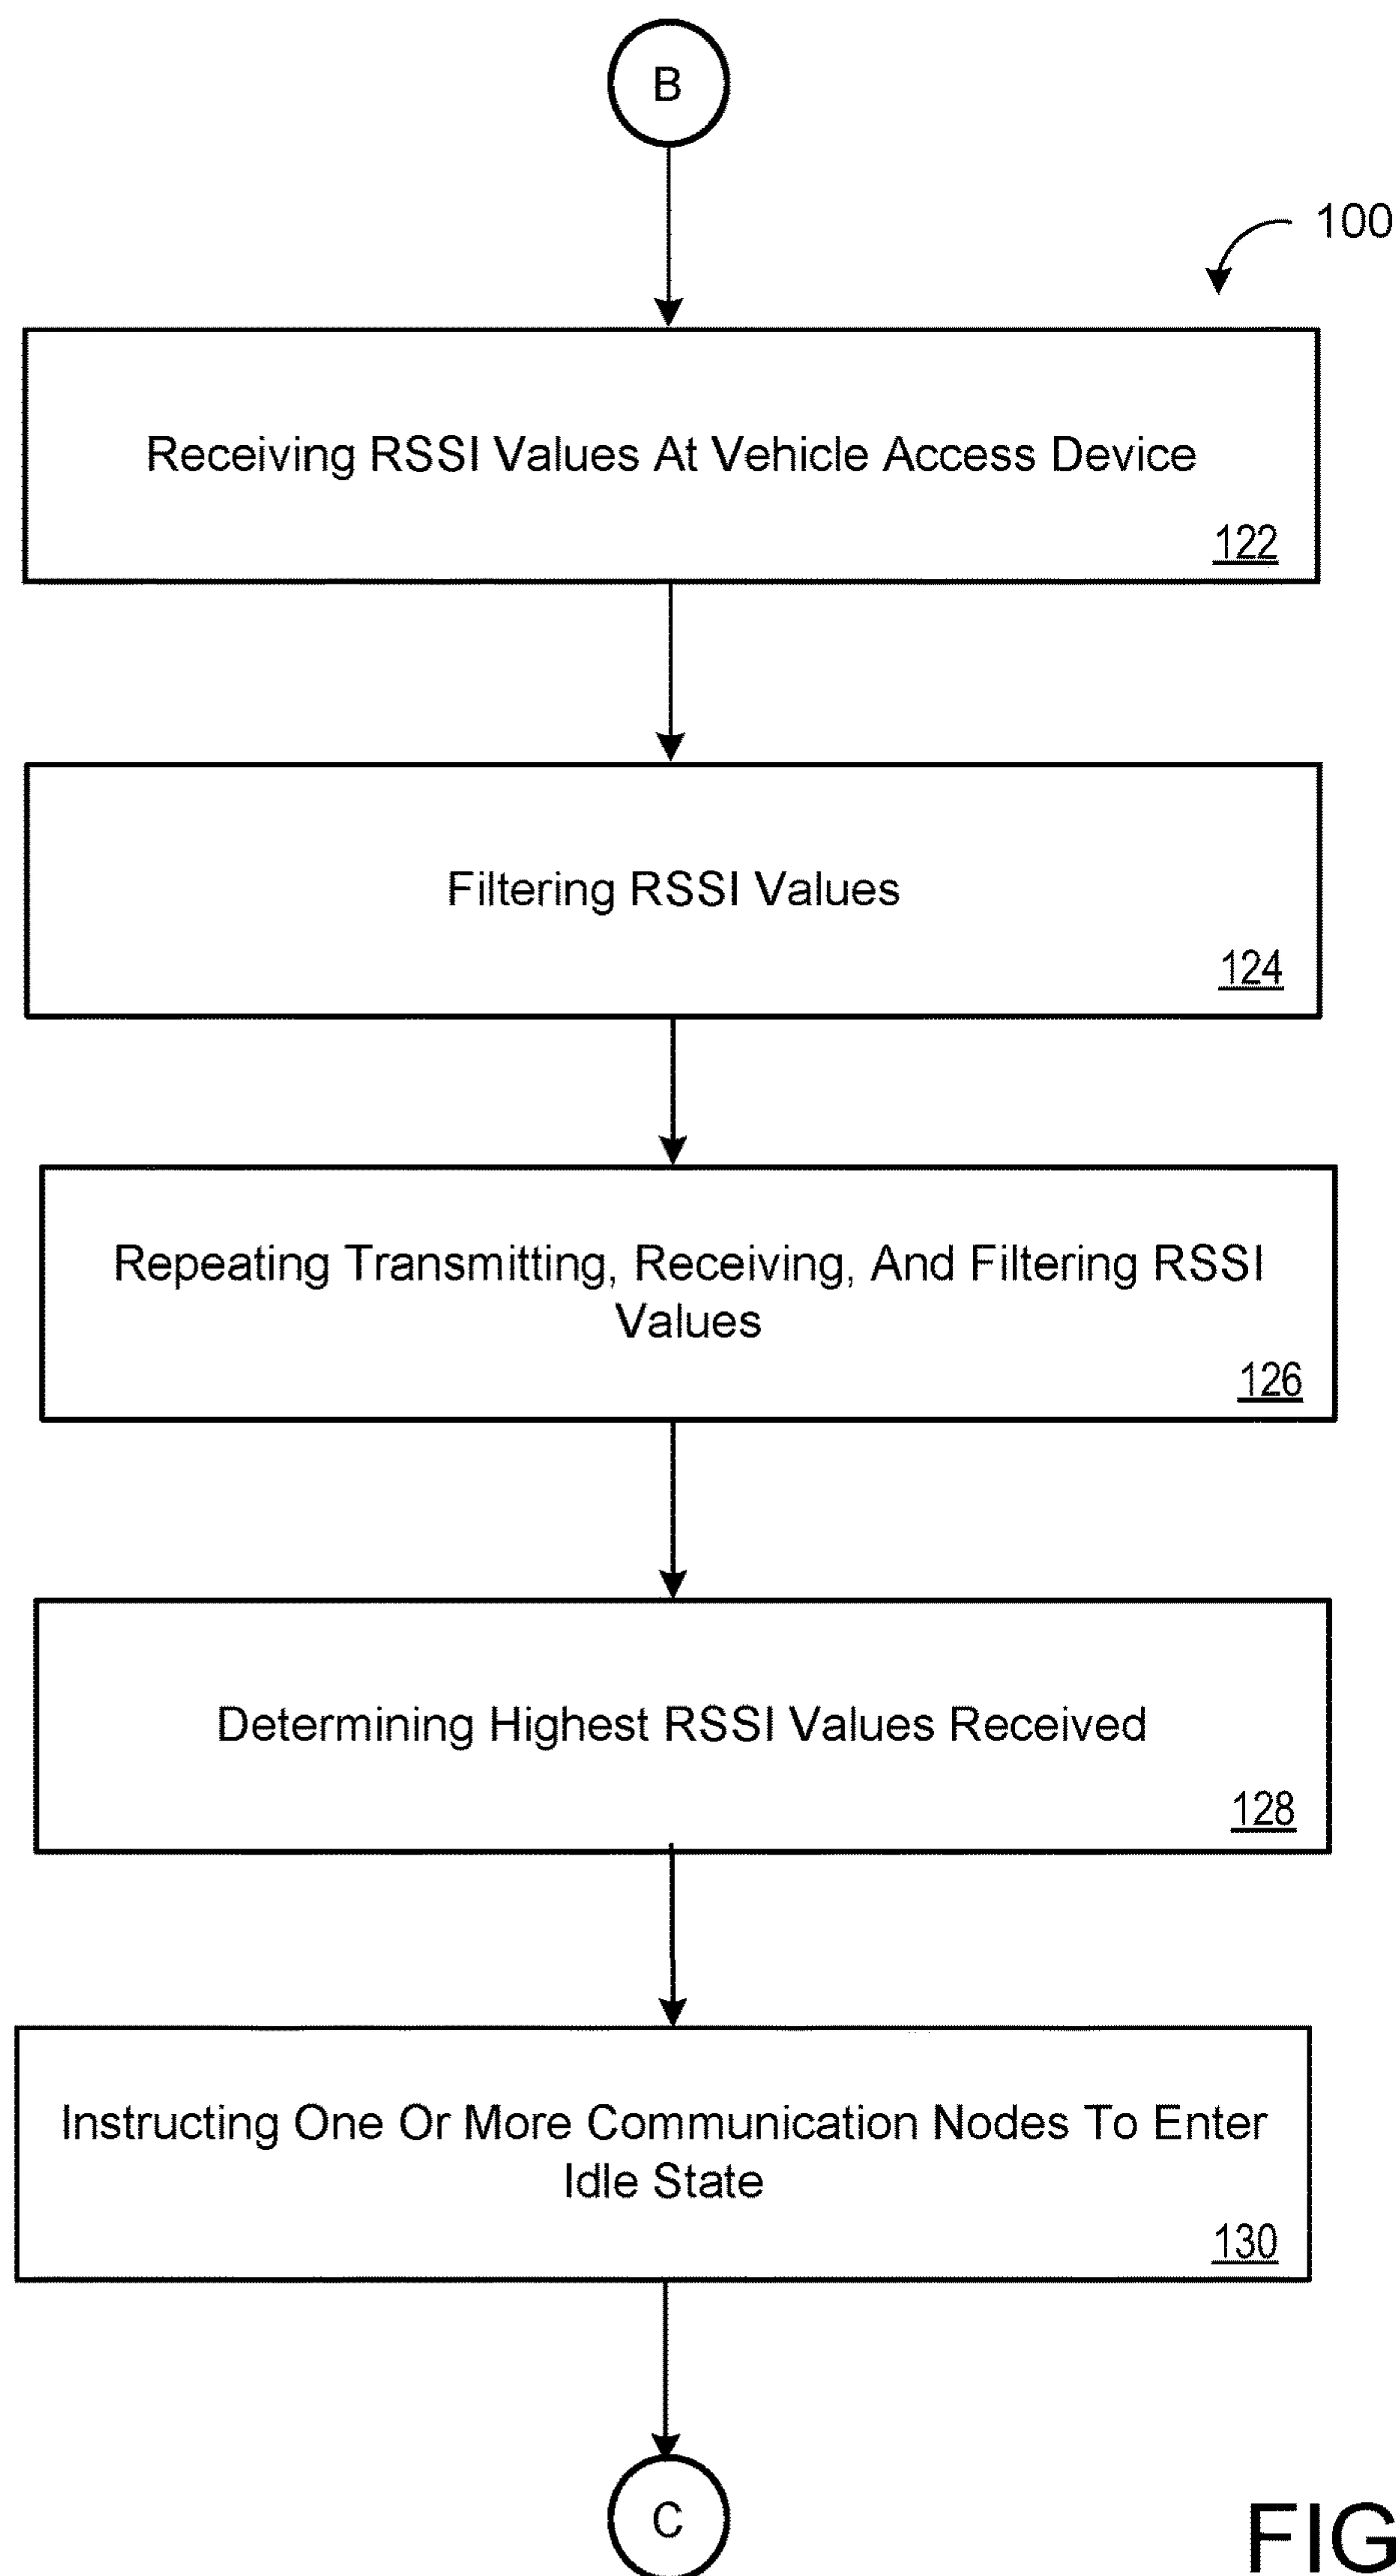 B
100
Receiving RSSI Values At Vehicle Access Device
122
Filtering RSSI Values
124
Repeating Transmitting, Receiving, And Filtering RSSI
Values
126
Determining Highest RSSI Values Received
128
Instructing One Or More Communication Nodes To Enter
Idle State
130
C
FIG